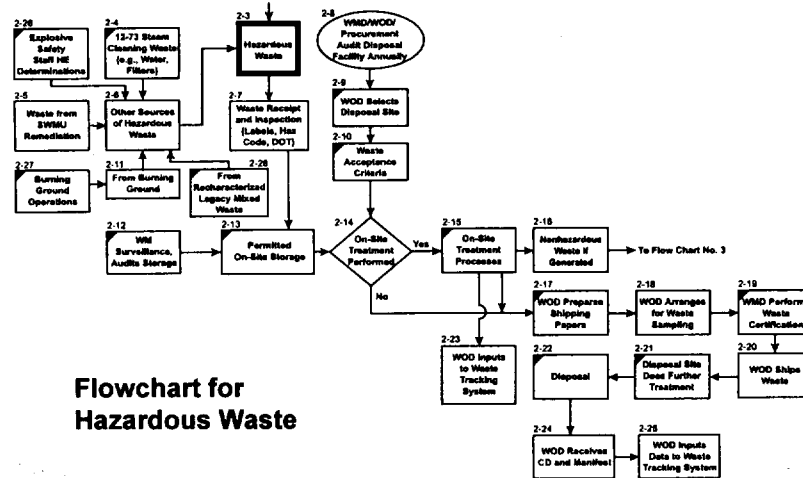 2-26
Explosive
Safety
Staff HE
Determinations
2-4
12-73 Steam
Cleaning Waste
(e.g., Water,
Filters)
2-3
Hazardous
Waste
2-8
WMD/WOD/
Procurement
Audit Disposal
Facility Annually
2-5
Waste from
SWMU
Remediation
2-6
Other Sources
of Hazardous
Waste
2-7
Waste Receipt
and Inspection
(Labels, Haz
Code, DOT)
2-9
WOD Selects
Disposal Site
2-10
Waste
Acceptance
Criteria
2-27
Burning
Ground
Operations
2-11
From Burning
Ground
2-28
From
Recharacterized
Legacy Mixed
Waste
2-12
WM
Surveillance,
Audits Storage
2-13
Permitted
On-Site Storage
2-14
On-Site
Treatment
Performed
Yes
No
2-15
On-Site
Treatment
Processes
2-16
Nonhazardous
Waste if
Generated
To Flow Chart No. 3
2-17
WOD Prepares
Shipping
Papers
2-18
WOD Arranges
for Waste
Sampling
2-19
WMD Perform
Waste
Certification
2-23
WOD Inputs
to Waste
Tracking
System
2-22
Disposal
2-21
Disposal Site
Does Further
Treatment
2-20
WOD Ships
Waste
2-24
WOD Receives
CD and Manifest
2-25
WOD Inputs
Data to Waste
Tracking System
Flowchart for
Hazardous Waste